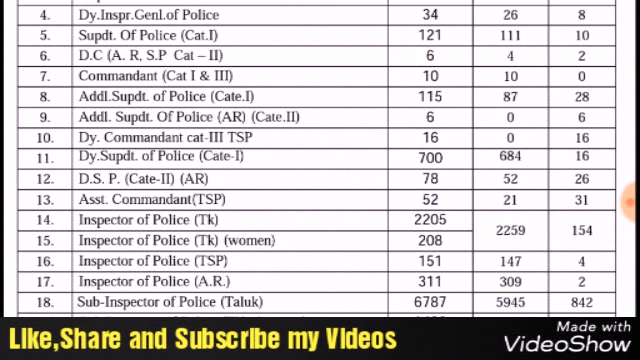 4. Dy.Inspr.Genl.of Police 34 26 8
5. Supdt. Of Police (Cat.I) 121 111 10
6. D.C (A. R, S.P Cat – II) 6 4 2
7. Commandant (Cat I & III) 10 10 0
8. Addl.Supdt. of Police (Cate.I) 115 87 28
9. Addl. Supdt. Of Police (AR) (Cate.II) 6 0 6
10. Dy. Commandant cat-III TSP 16 0 16
11. Dy.Supdt. of Police (Cate-I) 700 684 16
12. D.S. P. (Cate-II) (AR) 78 52 26
13. Asst. Commandant(TSP) 52 21 31
14. Inspector of Police (Tk) 2205
2259 154
15. Inspector of Police (Tk) (women) 208
16. Inspector of Police (TSP) 151 147 4
17. Inspector of Police (A.R.) 311 309 2
18. Sub-Inspector of Police (Taluk) 6787 5945 842
Like,Share and Subscribe my Videos
Made with
VideoShow